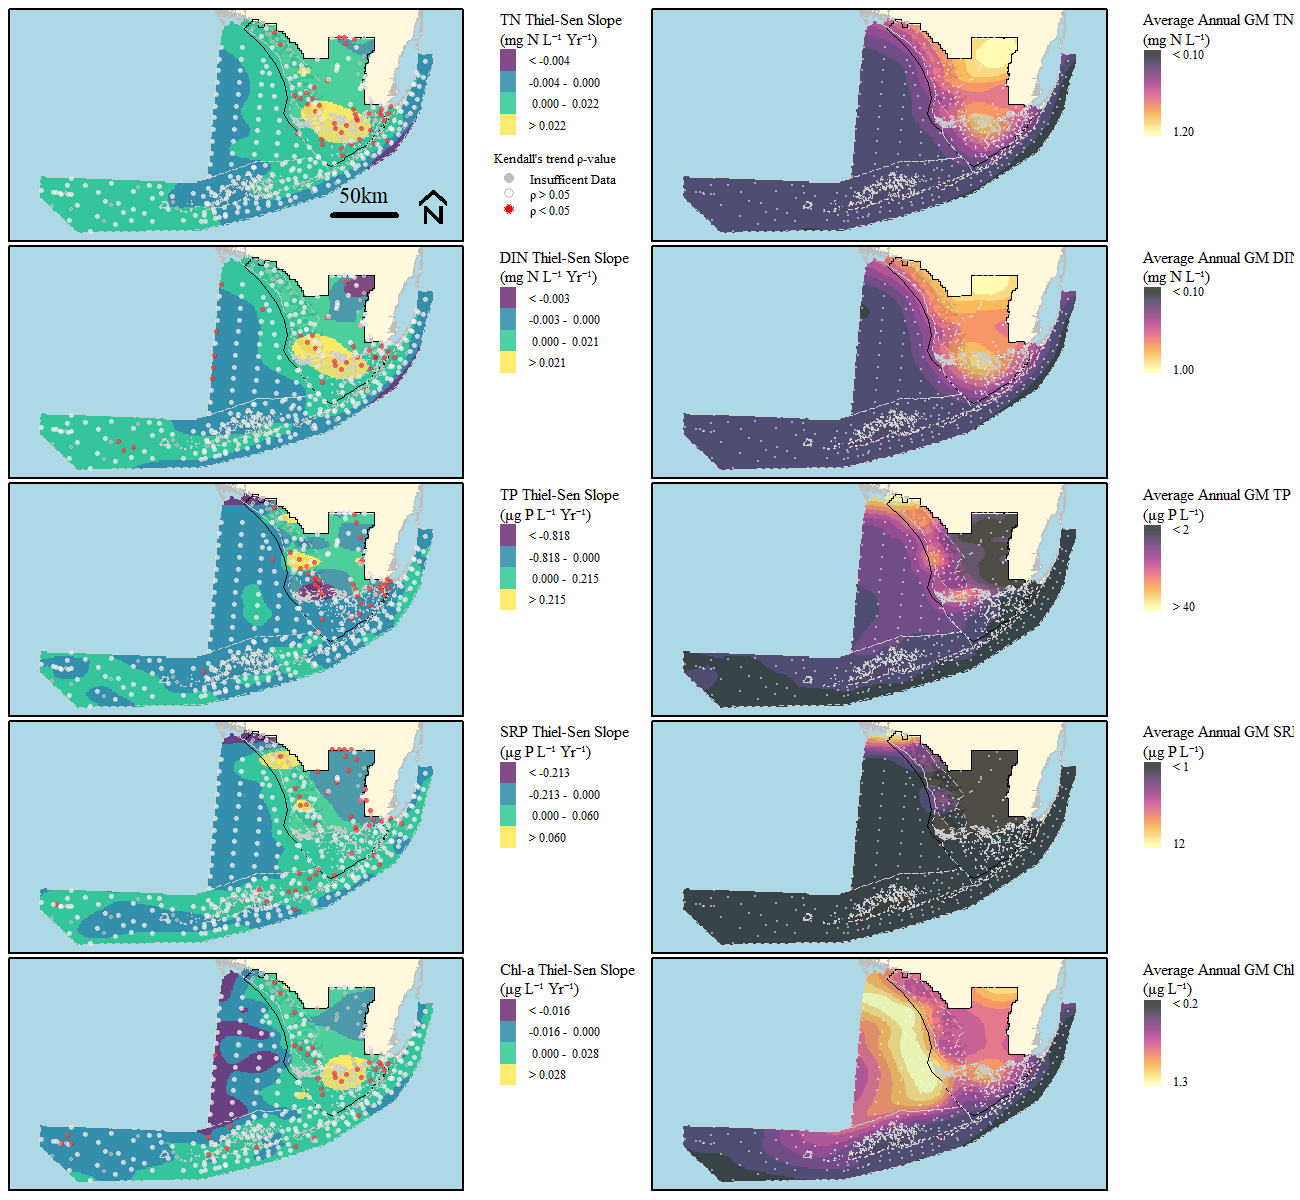 TN Thiel-Sen Slope
(mg N L⁻¹ Yr⁻¹)
< -0.004
-0.004 - 0.000
0.000 - 0.022
> 0.022
Kendall's trend ρ-value
Insufficent Data
ρ > 0.05
ρ < 0.05
50km
N
Average Annual GM TN
(mg N L⁻¹)
< 0.10
1.20
DIN Thiel-Sen Slope
(mg N L⁻¹ Yr⁻¹)
< -0.003
-0.003 - 0.000
0.000 - 0.021
> 0.021
Average Annual GM DIN
(mg N L⁻¹)
< 0.10
1.00
TP Thiel-Sen Slope
(µg P L⁻¹ Yr⁻¹)
< -0.818
-0.818 - 0.000
0.000 - 0.215
> 0.215
Average Annual GM TP
(µg P L⁻¹)
< 2
> 40
SRP Thiel-Sen Slope
(µg P L⁻¹ Yr⁻¹)
< -0.213
-0.213 - 0.000
0.000 - 0.060
> 0.060
Average Annual GM SR
(µg P L⁻¹)
< 1
12
Chl-a Thiel-Sen Slope
(µg L⁻¹ Yr⁻¹)
< -0.016
-0.016 - 0.000
0.000 - 0.028
> 0.028
Average Annual GM Chl
(µg L⁻¹)
< 0.2
1.3